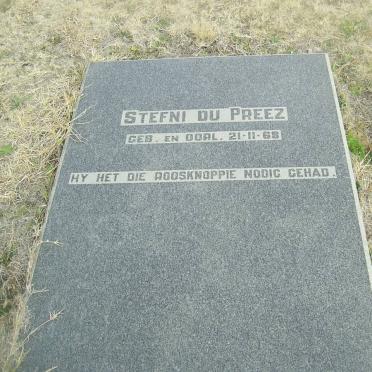 STEFNI DU PREEZ
GEB. EN OORL. 21-11-68
HY HET DIE ROOSKNOPPIE NODIG GEHAD.